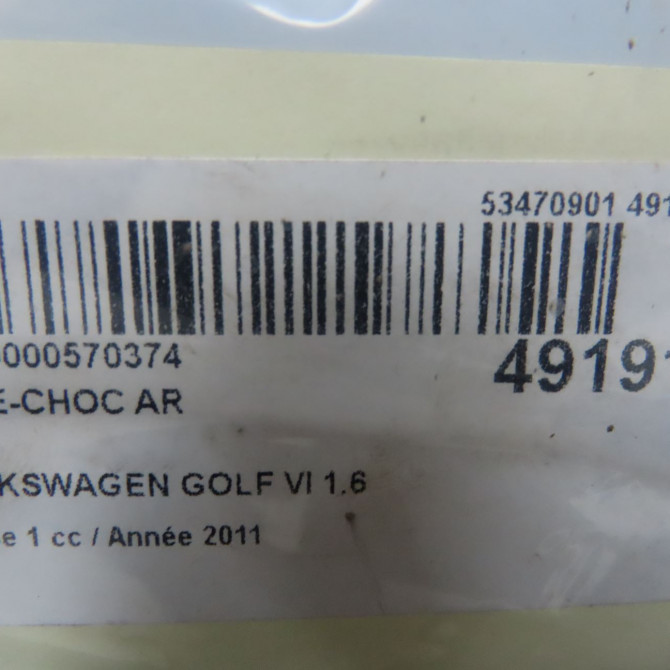 53470901 491
000570374
49191
E-CHOC AR
KSWAGEN GOLF VI 1.6
e 1 cc / Année 2011